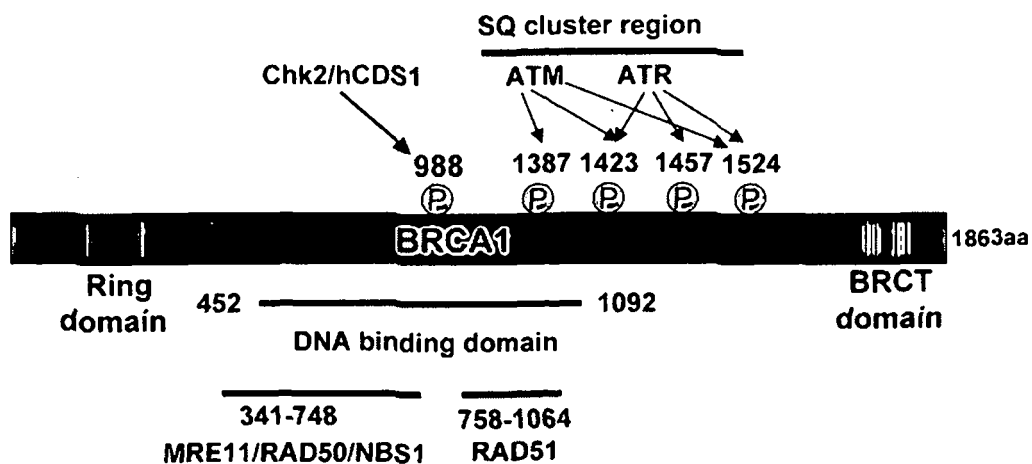 SQ cluster region
Chk2/hCDS1
ATM ATR
988 1387 1423 1457 1524
P P P P P
BRCA1
1863aa
Ring
domain
452
1092
BRCT
domain
DNA binding domain
341-748
MRE11/RAD50/NBS1
758-1064
RAD51